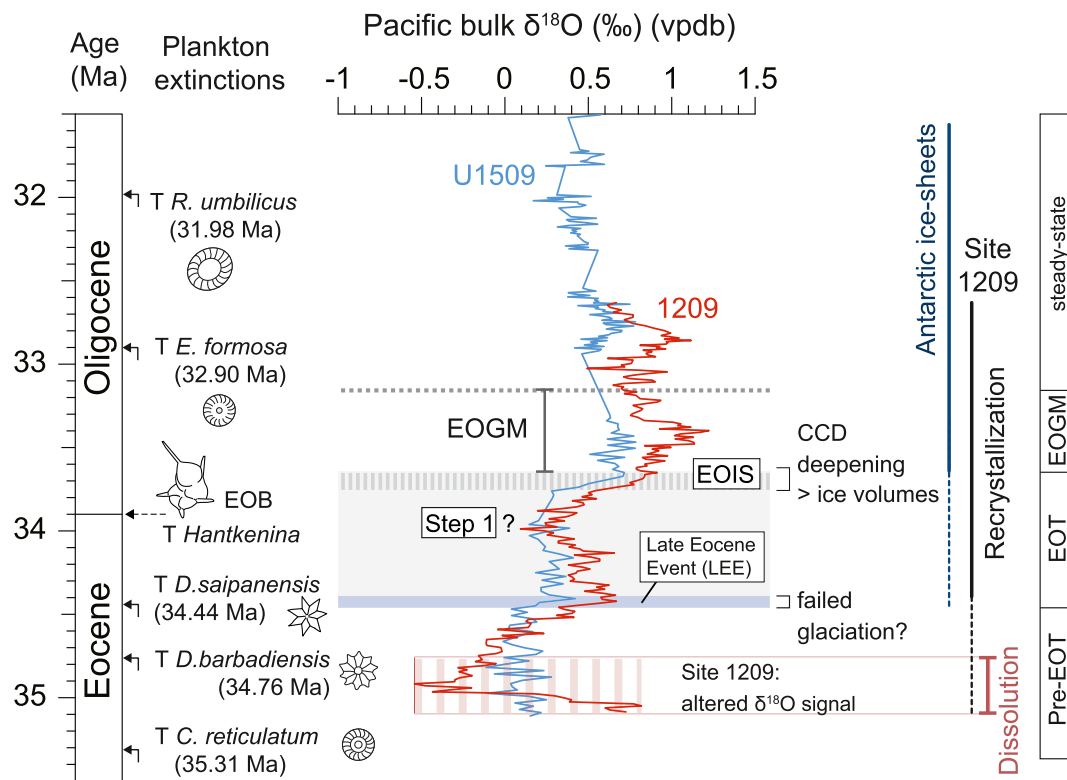 Pacific bulk δ¹⁸O (‰) (vpdb)
Age
(Ma)
Plankton
extinctions
-1 -0.5 0 0.5 1 1.5
32
33
34
35
Oligocene
Eocene
T R. umbilicus
(31.98 Ma)
T E. formosa
(32.90 Ma)
EOB
T Hantkenina
T D.saipanensis
(34.44 Ma)
T D.barbadiensis
(34.76 Ma)
T C. reticulatum
(35.31 Ma)
U1509
1209
EOGM
EOIS
Step 1 ?
Late Eocene
Event (LEE)
CCD
deepening
> ice volumes
failed
glaciation?
Site 1209:
altered δ¹⁸O signal
Antarctic ice-sheets
Site
1209
Recrystallization
Dissolution
steady-state
EOGM
EOT
Pre-EOT